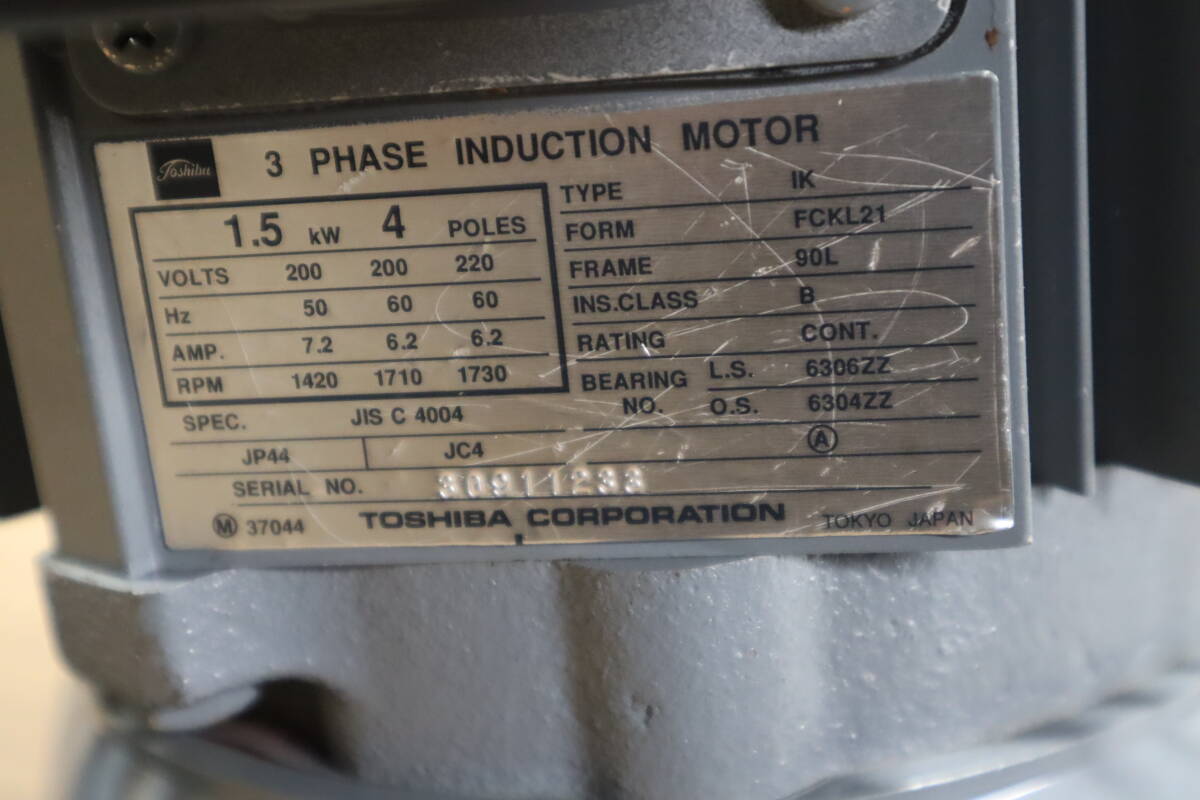 Toshiba
3 PHASE INDUCTION MOTOR
1.5 kW 4 POLES
VOLTS 200 200 220
Hz 50 60 60
AMP. 7.2 6.2 6.2
RPM 1420 1710 1730
SPEC. JIS C 4004
JP44 JC4
SERIAL NO. 30911233
TYPE IK
FORM FCKL21
FRAME 90L
INS.CLASS B
RATING CONT.
BEARING NO. L.S. 6306ZZ
O.S. 6304ZZ
A
M 37044 TOSHIBA CORPORATION TOKYO JAPAN